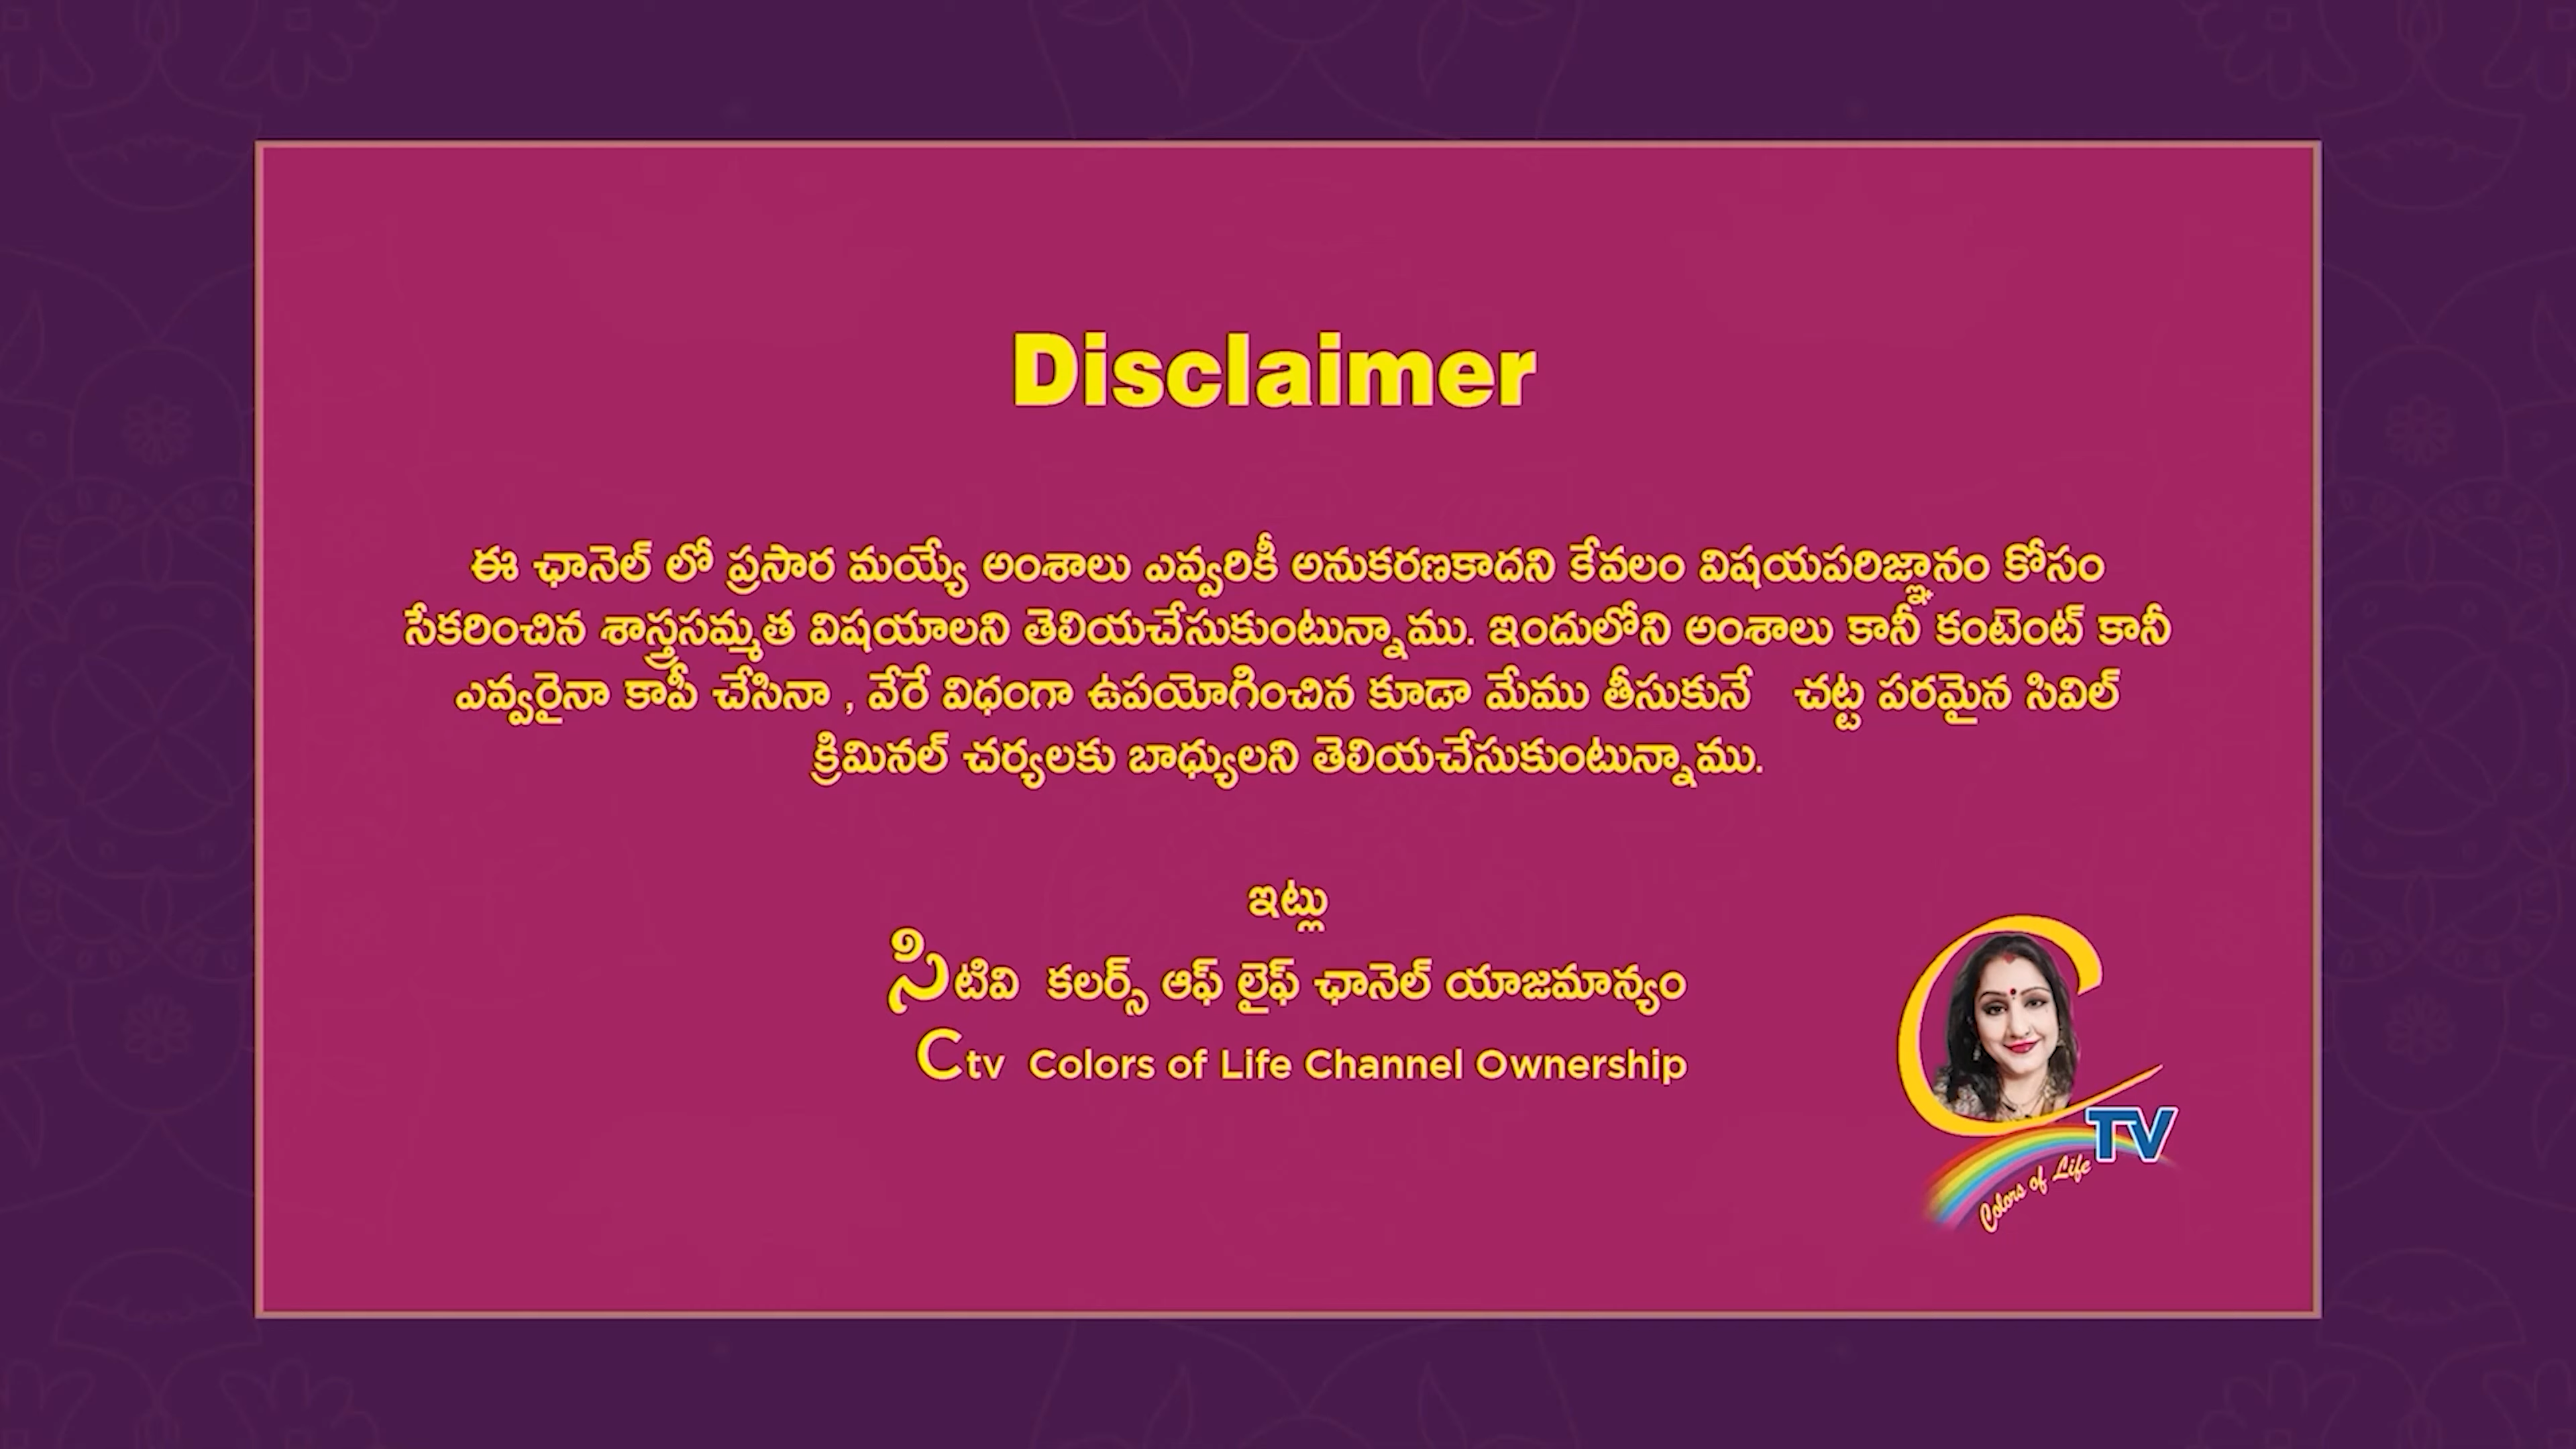 Disclaimer
ఈ ఛానెల్ లో ప్రసార మయ్యే అంశాలు ఎవ్వరికీ అనుకరణకాదని కేవలం విషయపరిజ్ఞానం కోసం
సేకరించిన శాస్త్రసమ్మత విషయాలని తెలియచేసుకుంటున్నాము. ఇందులోని అంశాలు కానీ కంటెంట్ కానీ
ఎవ్వరైనా కాపీ చేసినా , వేరే విధంగా ఉపయోగించిన కూడా మేము తీసుకునే చట్ట పరమైన సివిల్
క్రిమినల్ చర్యలకు బాధ్యులని తెలియచేసుకుంటున్నాము.
ఇట్లు
సిటివి కలర్స్ ఆఫ్ లైఫ్ ఛానెల్ యాజమాన్యం
Ctv Colors of Life Channel Ownership
C TV
Colors of Life